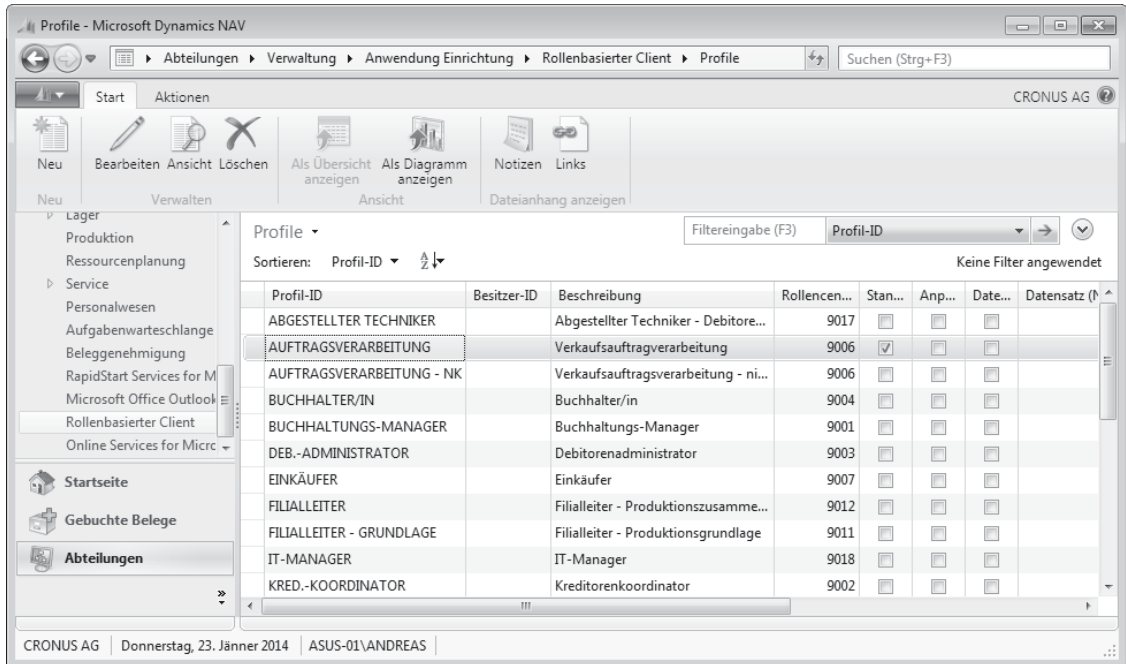 Profile - Microsoft Dynamics NAV
Abteilungen Verwaltung Anwendung Einrichtung Rollenbasierter Client Profile
Suchen (Strg+F3)
Start Aktionen
CRONUS AG
Neu
Bearbeiten Ansicht Löschen
Als Übersicht anzeigen
Als Diagramm anzeigen
Notizen Links
Neu Verwalten Ansicht Dateianhang anzeigen
Lager
Produktion
Ressourcenplanung
Service
Personalwesen
Aufgabenwarteschlange
Beleggenehmigung
RapidStart Services for M
Microsoft Office Outlook
Rollenbasierter Client
Online Services for Micrc
Startseite
Gebuchte Belege
Abteilungen
Profile
Filtereingabe (F3)
Profil-ID
Sortieren: Profil-ID
Keine Filter angewendet
Profil-ID Besitzer-ID Beschreibung Rollencen... Stan... Anp... Date... Datensatz (N
ABGESTELLTER TECHNIKER Abgestellter Techniker - Debitore... 9017
AUFTRAGSVERARBEITUNG Verkaufsauftragverarbeitung 9006
AUFTRAGSVERARBEITUNG - NK Verkaufsauftragsverarbeitung - ni... 9006
BUCHHALTER/IN Buchhalter/in 9004
BUCHHALTUNGS-MANAGER Buchhaltungs-Manager 9001
DEB.-ADMINISTRATOR Debitorenadministrator 9003
EINKÄUFER Einkäufer 9007
FILIALLEITER Filialleiter - Produktionszusamme... 9012
FILIALLEITER - GRUNDLAGE Filialleiter - Produktionsgrundlage 9011
IT-MANAGER IT-Manager 9018
KRED.-KOORDINATOR Kreditorenkoordinator 9002
CRONUS AG Donnerstag, 23. Jänner 2014 ASUS-01\ANDREAS